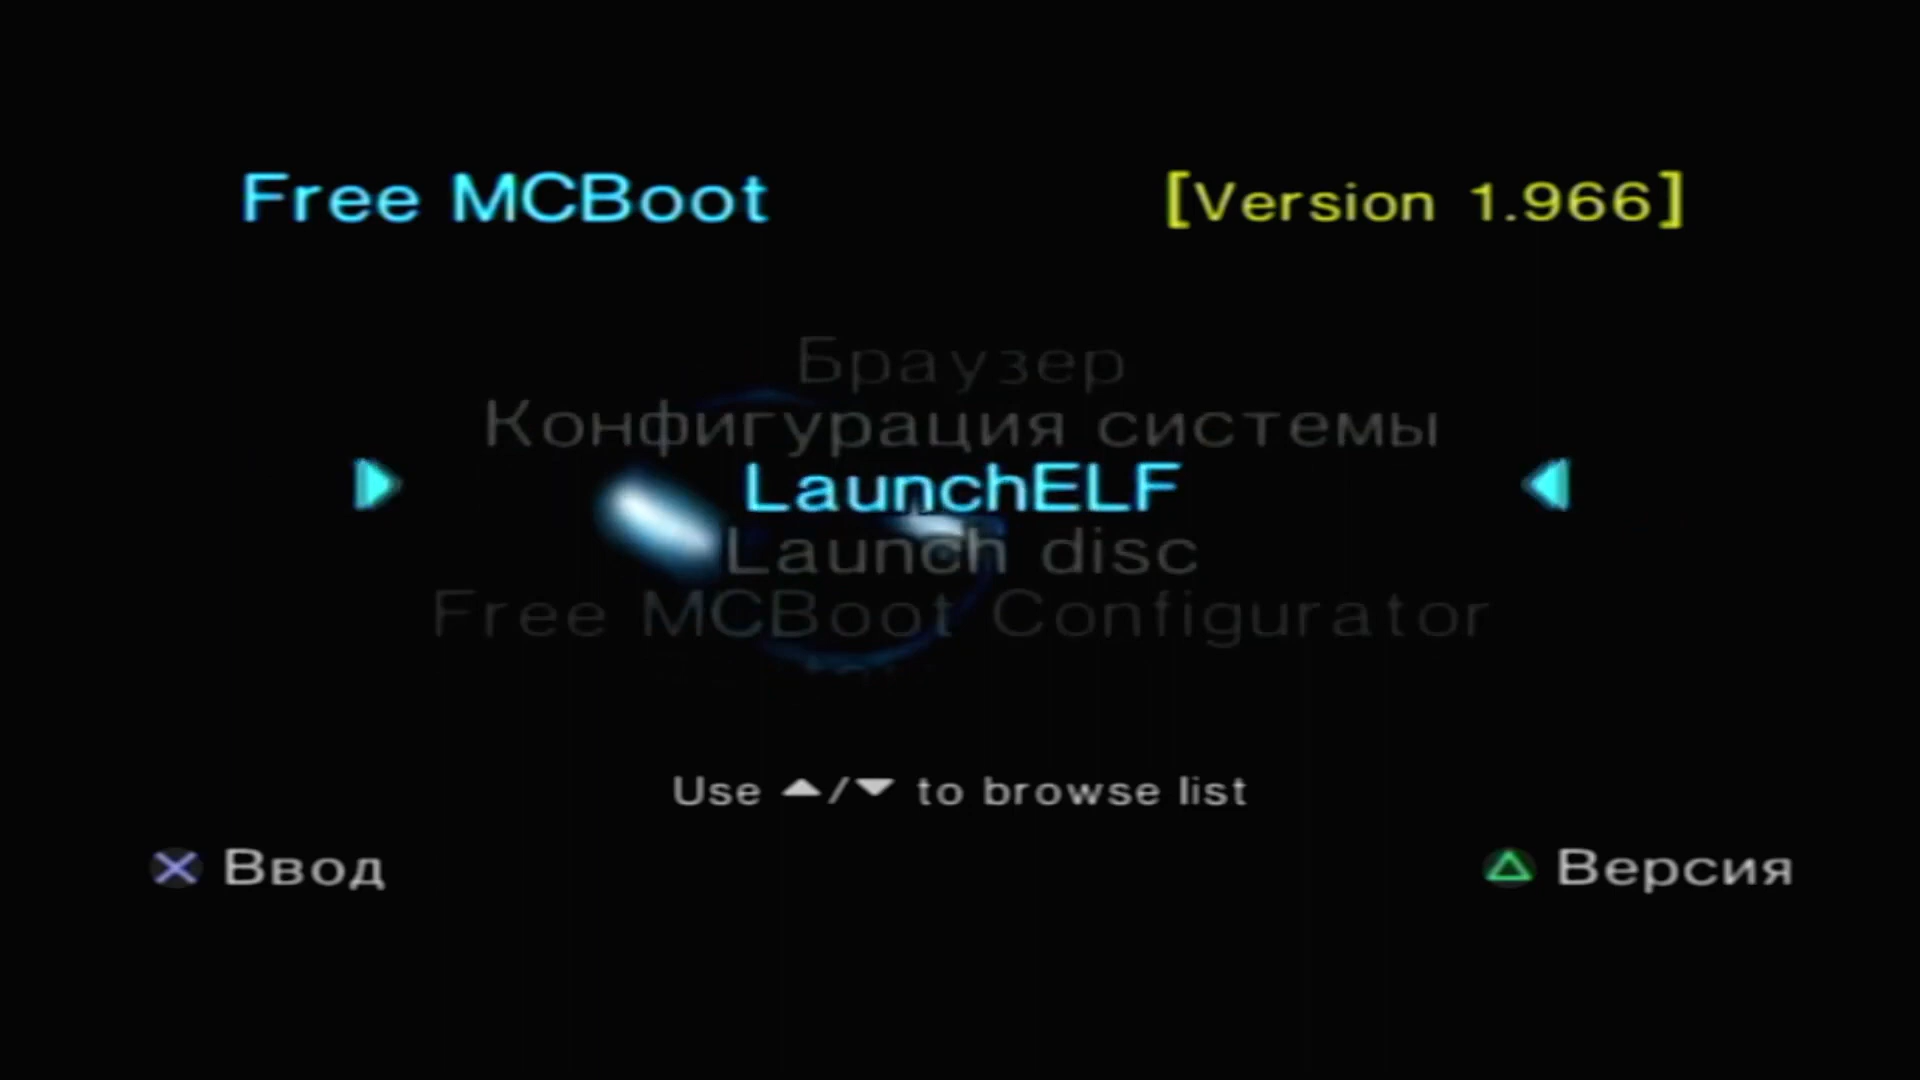 Free MCBoot
[Version 1.966]
Браузер
Конфигурация системы
LaunchELF
Launch disc
Free MCBoot Configurator
Use ▲/▼ to browse list
Ввод
Версия